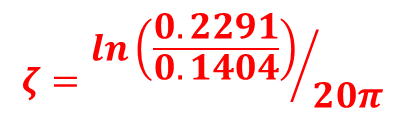 ζ = ln(0.2291/0.1404)/20π